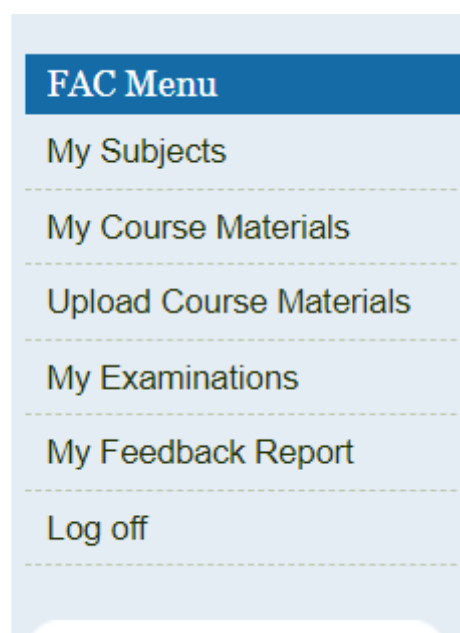 FAC Menu
My Subjects
My Course Materials
Upload Course Materials
My Examinations
My Feedback Report
Log off